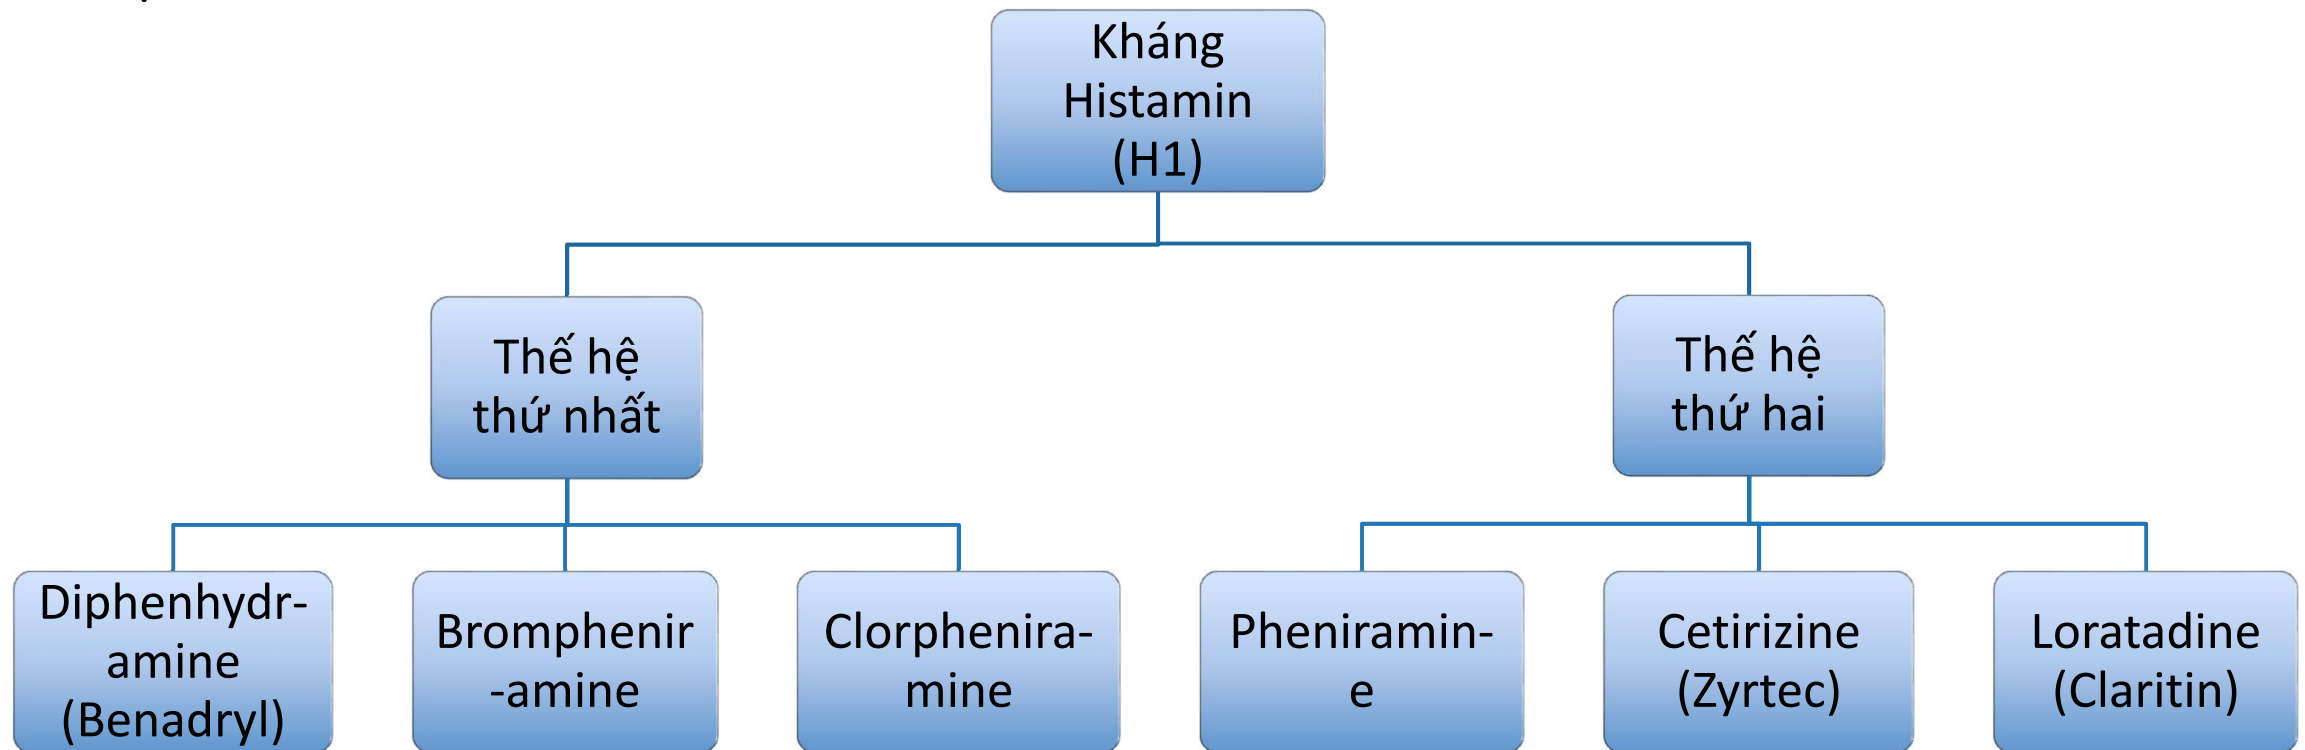 Kháng
Histamin
(H1)
Thế hệ
thứ nhất
Thế hệ
thứ hai
Diphenhydr-
amine
(Benadryl)
Bromphenir
-amine
Clorphenira-
mine
Pheniramin-
e
Cetirizine
(Zyrtec)
Loratadine
(Claritin)